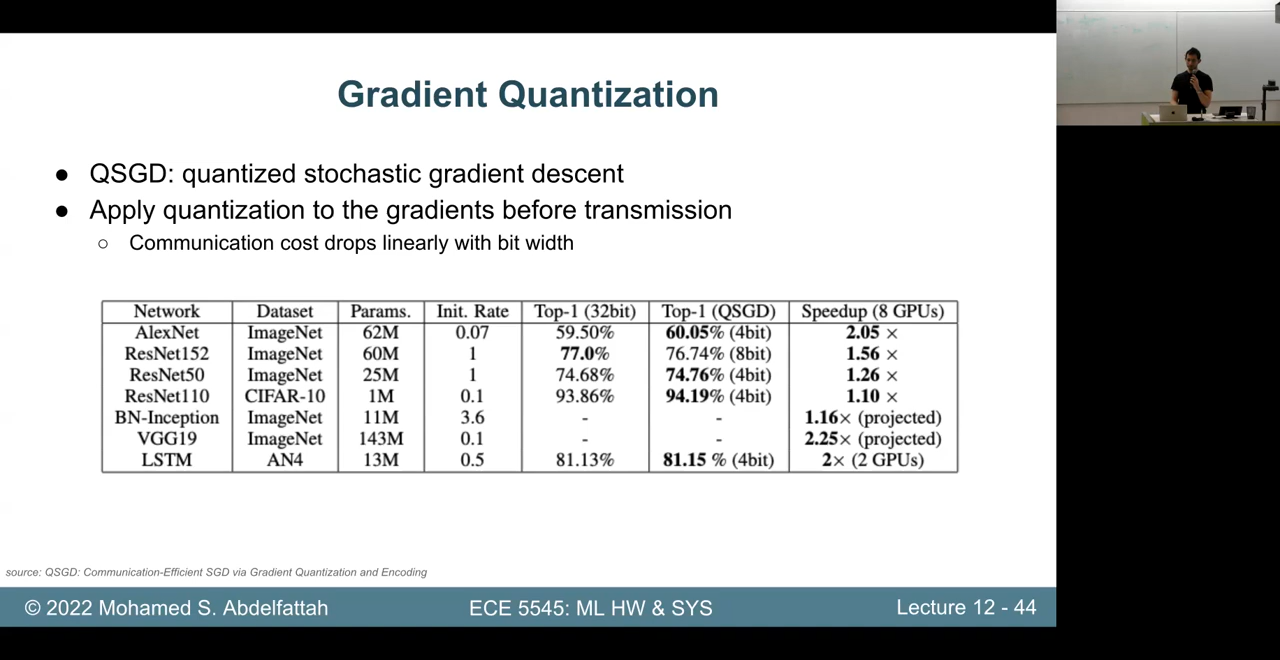 Gradient Quantization
● QSGD: quantized stochastic gradient descent
● Apply quantization to the gradients before transmission
○ Communication cost drops linearly with bit width
Network Dataset Params. Init. Rate Top-1 (32bit) Top-1 (QSGD) Speedup (8 GPUs)
AlexNet ImageNet 62M 0.07 59.50% 60.05% (4bit) 2.05 ×
ResNet152 ImageNet 60M 1 77.0% 76.74% (8bit) 1.56 ×
ResNet50 ImageNet 25M 1 74.68% 74.76% (4bit) 1.26 ×
ResNet110 CIFAR-10 1M 0.1 93.86% 94.19% (4bit) 1.10 ×
BN-Inception ImageNet 11M 3.6 - - 1.16× (projected)
VGG19 ImageNet 143M 0.1 - - 2.25× (projected)
LSTM AN4 13M 0.5 81.13% 81.15 % (4bit) 2× (2 GPUs)
source: QSGD: Communication-Efficient SGD via Gradient Quantization and Encoding
© 2022 Mohamed S. Abdelfattah ECE 5545: ML HW & SYS Lecture 12 - 44